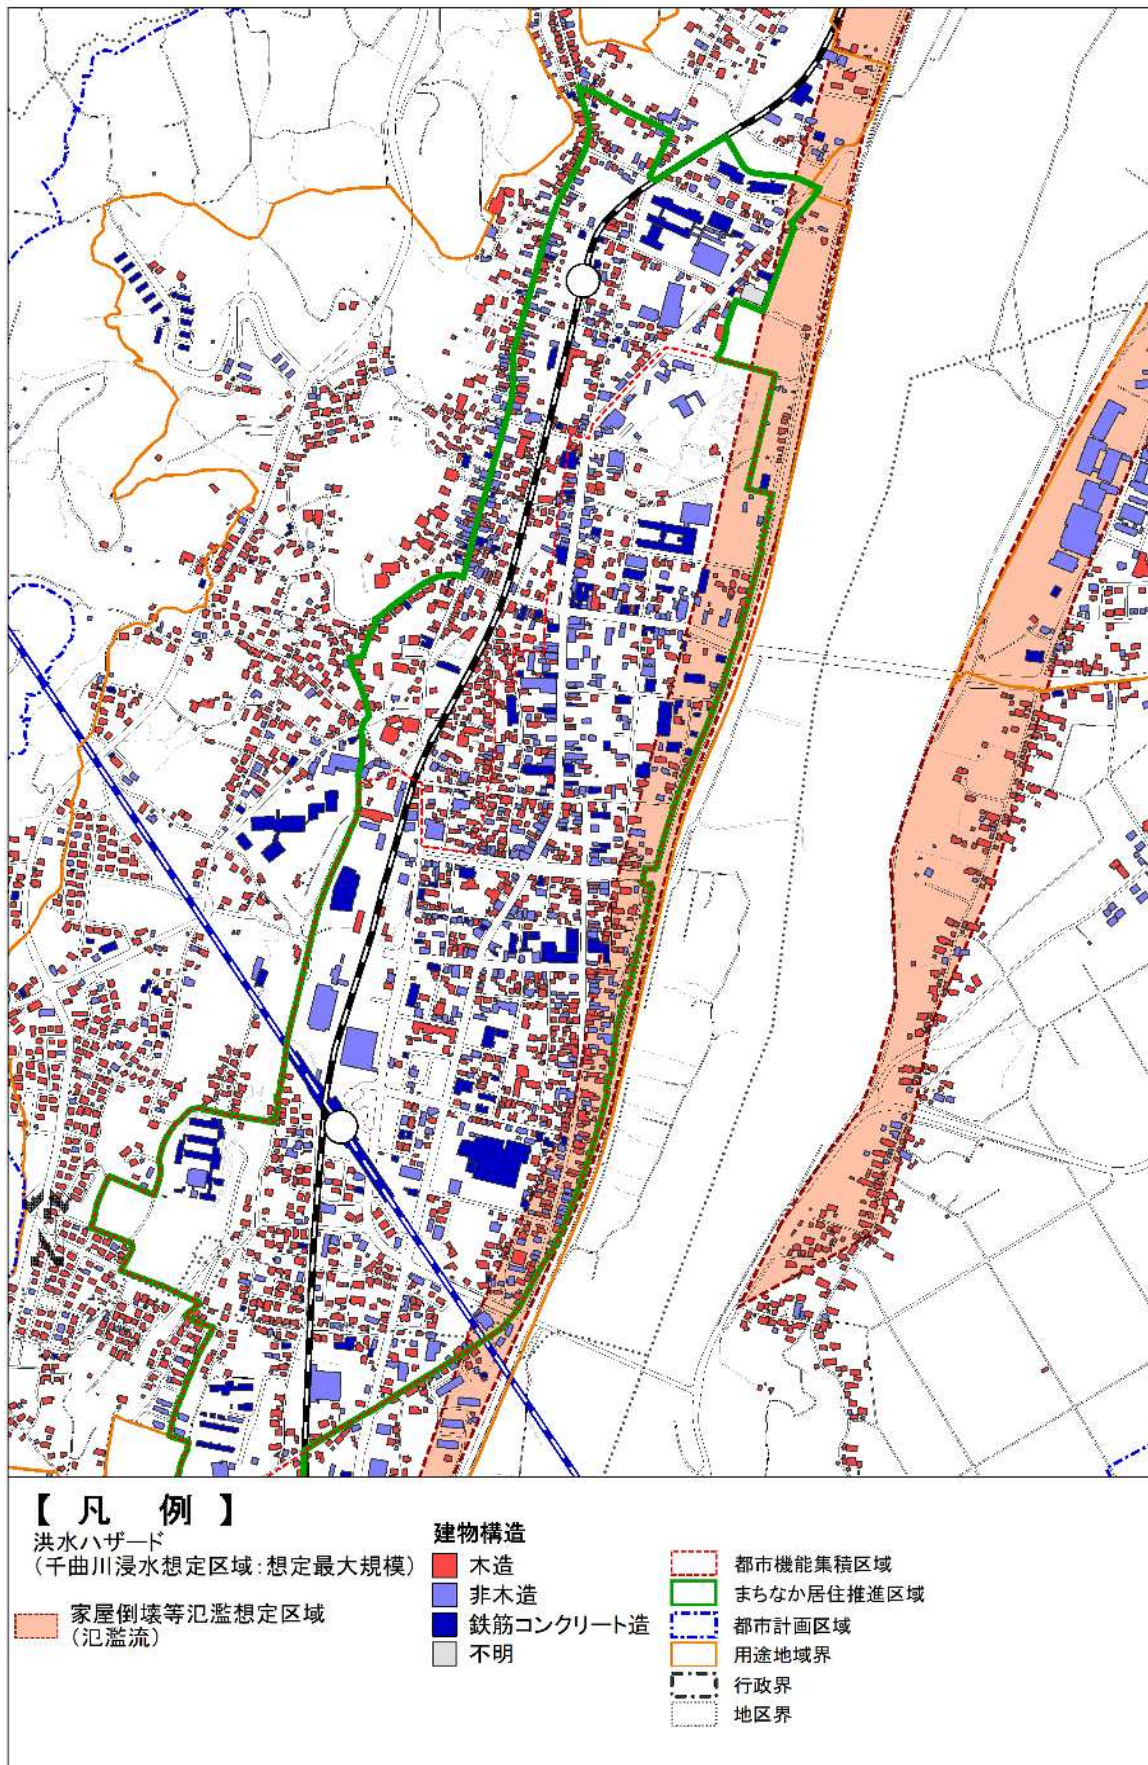 【 凡 例 】
洪水ハザード
（千曲川浸水想定区域：想定最大規模）
家屋倒壊等氾濫想定区域
（氾濫流）
建物構造
木造
非木造
鉄筋コンクリート造
不明
都市機能集積区域
まちなか居住推進区域
都市計画区域
用途地域界
行政界
地区界